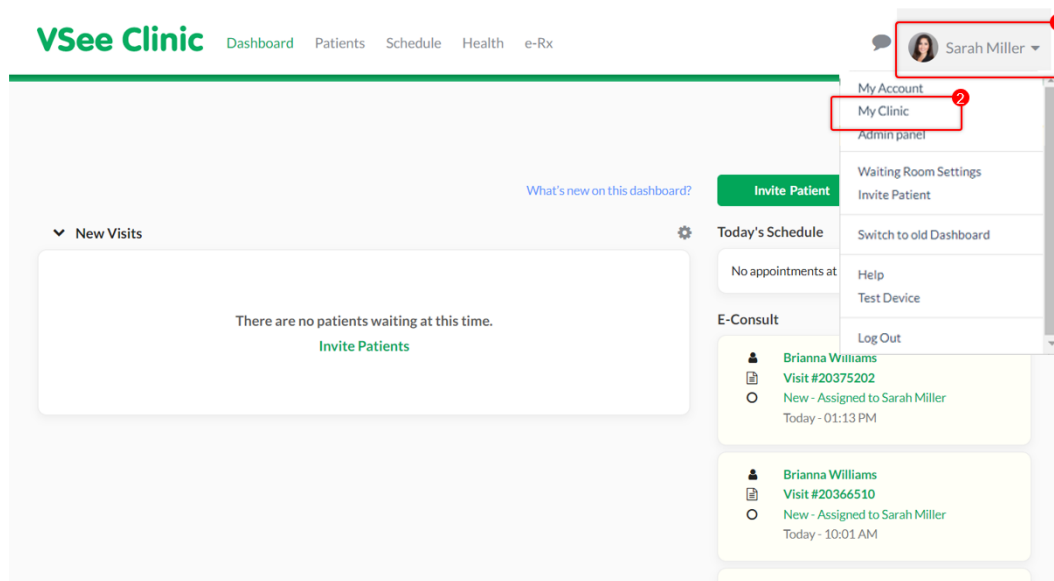 VSee Clinic
Dashboard Patients Schedule Health e-Rx
Sarah Miller
My Account
2
My Clinic
Admin panel
Waiting Room Settings
Invite Patient
Switch to old Dashboard
Help
Test Device
Log Out
What's new on this dashboard?
Invite Patient
New Visits
There are no patients waiting at this time.
Invite Patients
Today's Schedule
No appointments at
E-Consult
Brianna Williams
Visit #20375202
New - Assigned to Sarah Miller
Today - 01:13 PM
Brianna Williams
Visit #20366510
New - Assigned to Sarah Miller
Today - 10:01 AM